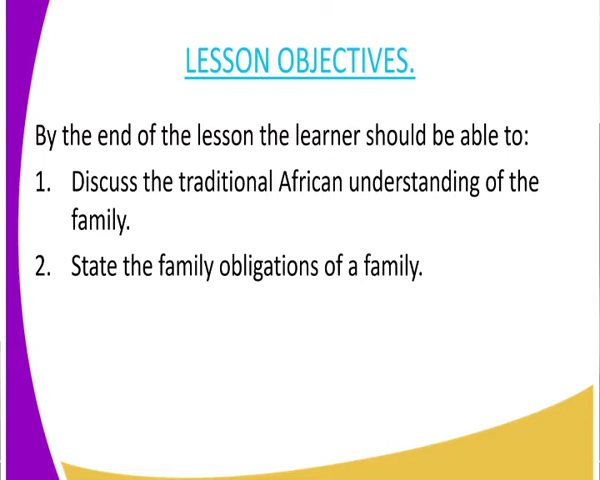 LESSON OBJECTIVES.
By the end of the lesson the learner should be able to:
1. Discuss the traditional African understanding of the
family.
2. State the family obligations of a family.